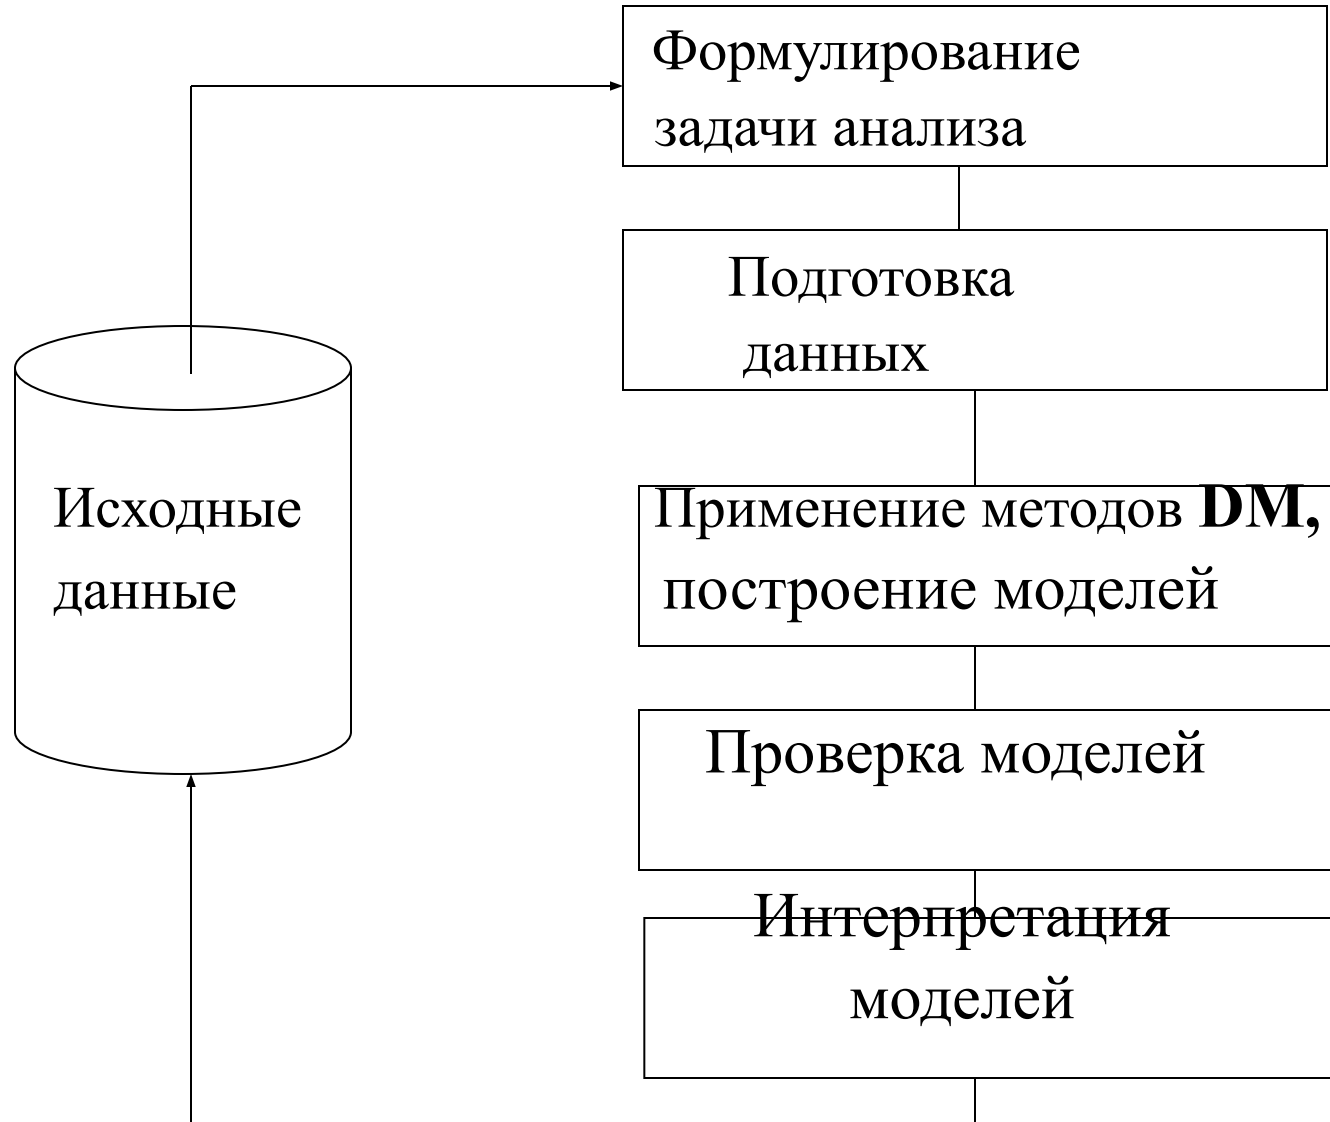 Формулирование
задачи анализа
Подготовка
данных
Исходные
данные
Применение методов DM,
построение моделей
Проверка моделей
Интерпретация
моделей